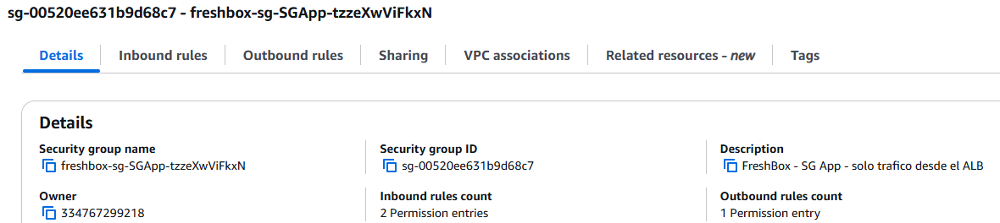 sg-00520ee631b9d68c7 - freshbox-sg-SGApp-tzzeXwViFkxN
Details Inbound rules Outbound rules Sharing VPC associations Related resources - new Tags
Details
Security group name Security group ID Description
freshbox-sg-SGApp-tzzeXwViFkxN sg-00520ee631b9d68c7 FreshBox - SG App - solo trafico desde el ALB
Owner Inbound rules count Outbound rules count
334767299218 2 Permission entries 1 Permission entry